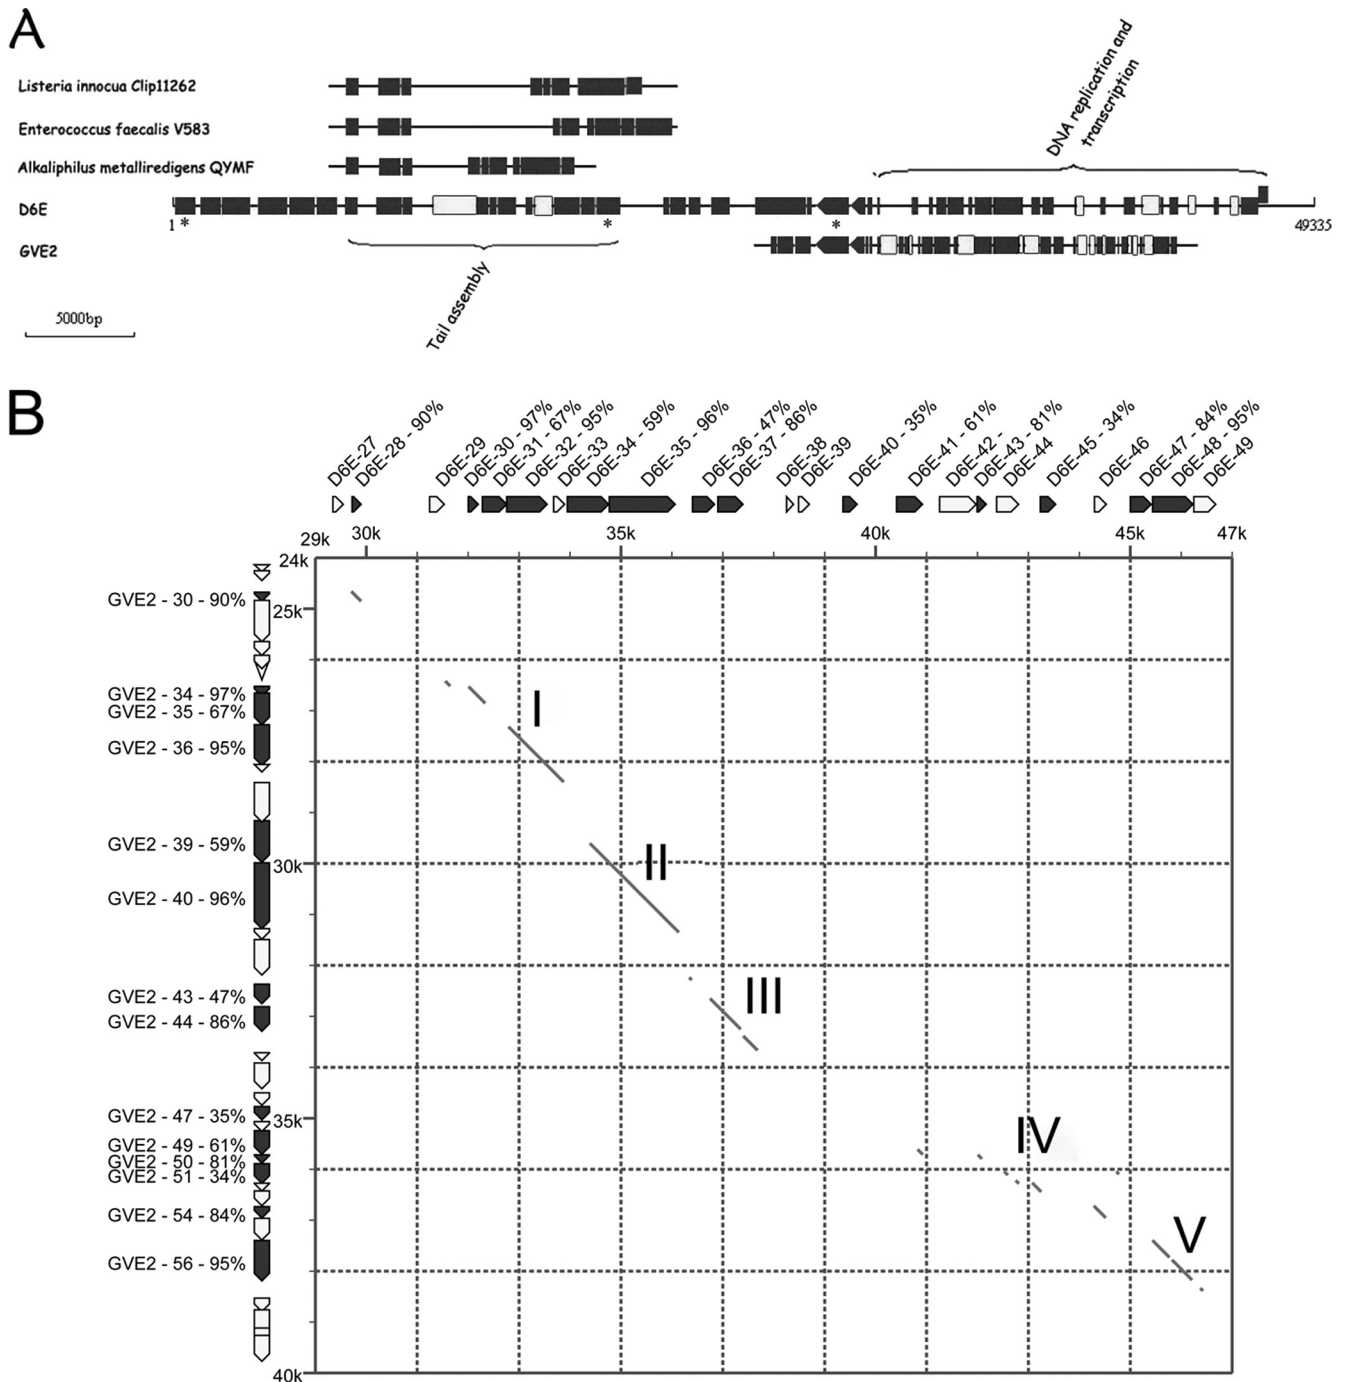 A
Listeria innocua Clip11262
Enterococcus faecalis V583
Alkaliphilus metalliredigens QYMF
D6E
GVE2
1 * * * 49335
5000bp
Tail assembly
DNA replication and
transcription
B
D6E-27
D6E-28 - 90%
D6E-29
D6E-30 - 97%
D6E-31 - 67%
D6E-32 - 95%
D6E-33
D6E-34 - 59%
D6E-35 - 96%
D6E-36 - 47%
D6E-37 - 86%
D6E-38
D6E-39
D6E-40 - 35%
D6E-41 - 61%
D6E-42 -
D6E-43 - 81%
D6E-44
D6E-45 - 34%
D6E-46
D6E-47 - 84%
D6E-48 - 95%
D6E-49
29k 30k 35k 40k 45k 47k
24k
GVE2 - 30 - 90%
25k
GVE2 - 34 - 97%
GVE2 - 35 - 67%
GVE2 - 36 - 95%
GVE2 - 39 - 59%
30k
GVE2 - 40 - 96%
GVE2 - 43 - 47%
GVE2 - 44 - 86%
GVE2 - 47 - 35%
35k
GVE2 - 49 - 61%
GVE2 - 50 - 81%
GVE2 - 51 - 34%
GVE2 - 54 - 84%
GVE2 - 56 - 95%
40k
I
II
III
IV
V